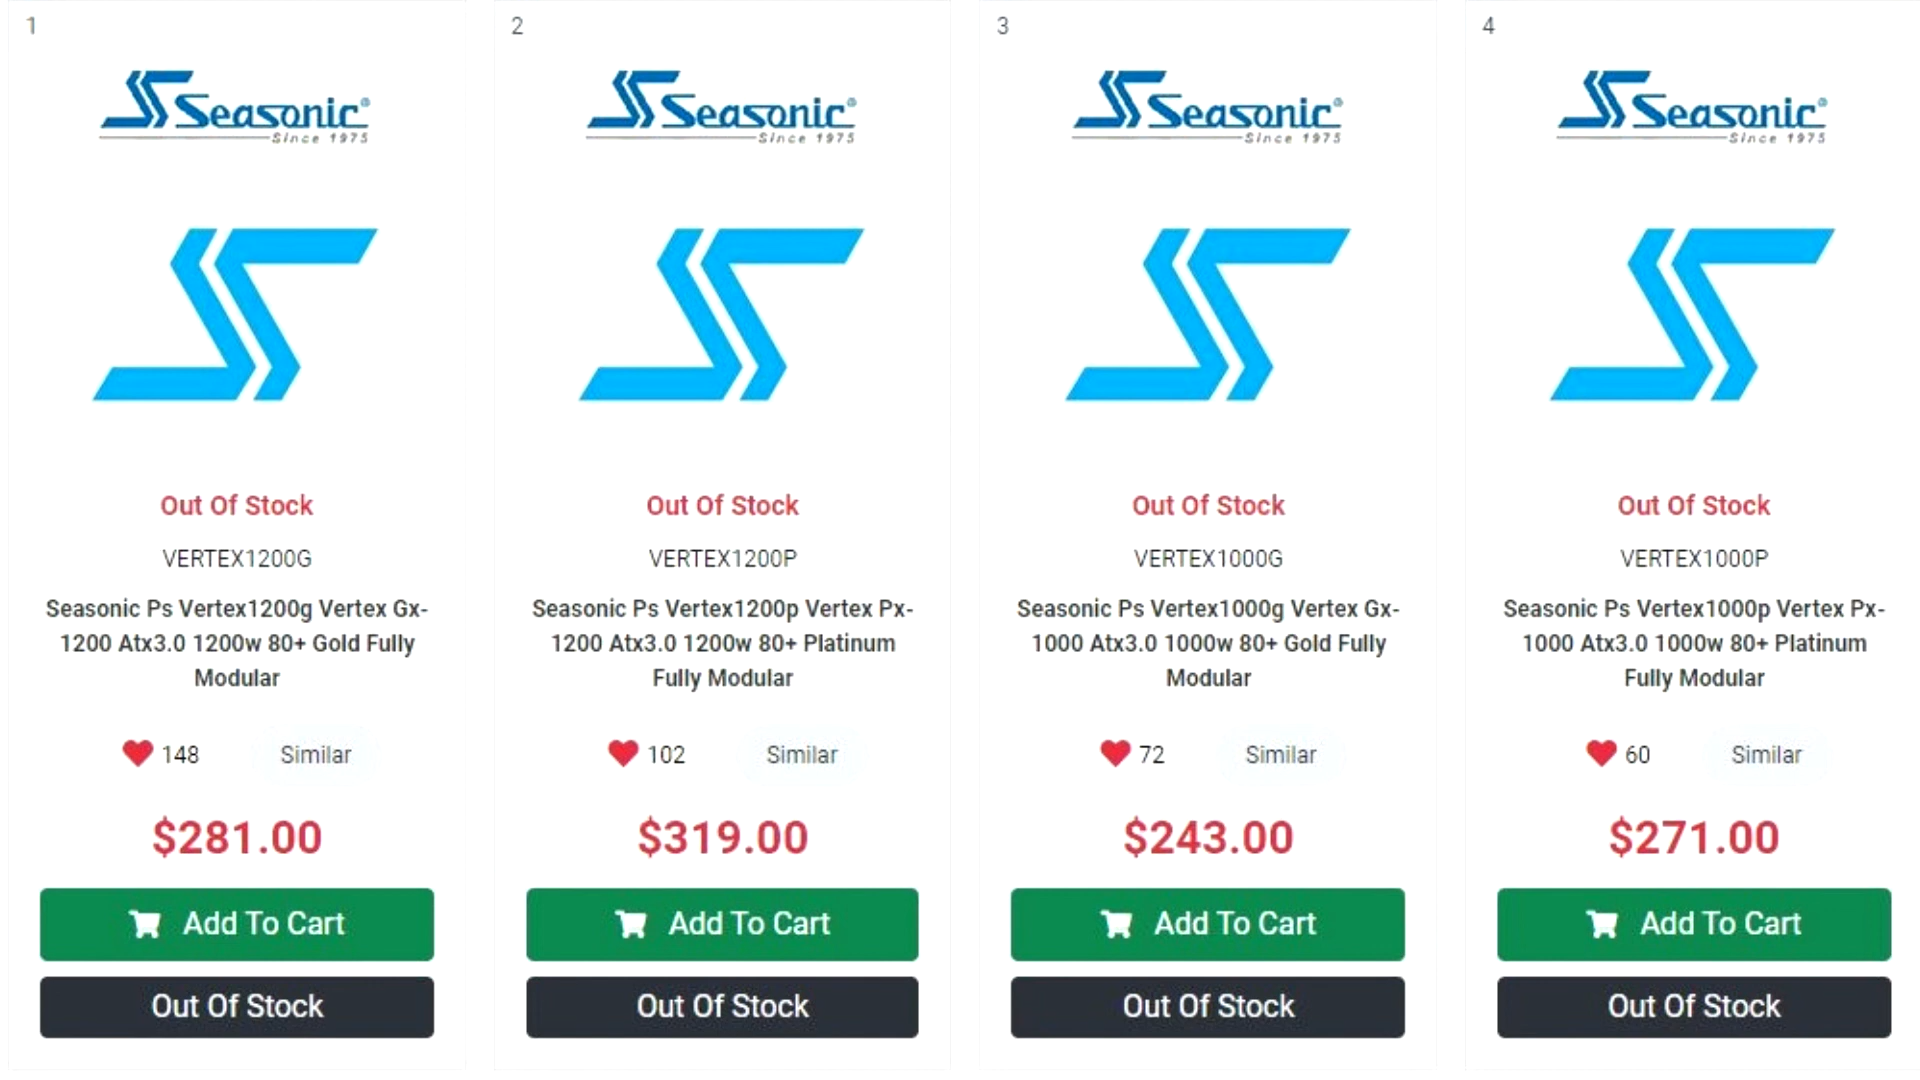 1
Seasonic®
Since 1975
Out Of Stock
VERTEX1200G
Seasonic Ps Vertex1200g Vertex Gx-
1200 Atx3.0 1200w 80+ Gold Fully
Modular
148
Similar
$281.00
Add To Cart
Out Of Stock
2
Seasonic®
Since 1975
Out Of Stock
VERTEX1200P
Seasonic Ps Vertex1200p Vertex Px-
1200 Atx3.0 1200w 80+ Platinum
Fully Modular
102
Similar
$319.00
Add To Cart
Out Of Stock
3
Seasonic®
Since 1975
Out Of Stock
VERTEX1000G
Seasonic Ps Vertex1000g Vertex Gx-
1000 Atx3.0 1000w 80+ Gold Fully
Modular
72
Similar
$243.00
Add To Cart
Out Of Stock
4
Seasonic®
Since 1975
Out Of Stock
VERTEX1000P
Seasonic Ps Vertex1000p Vertex Px-
1000 Atx3.0 1000w 80+ Platinum
Fully Modular
60
Similar
$271.00
Add To Cart
Out Of Stock